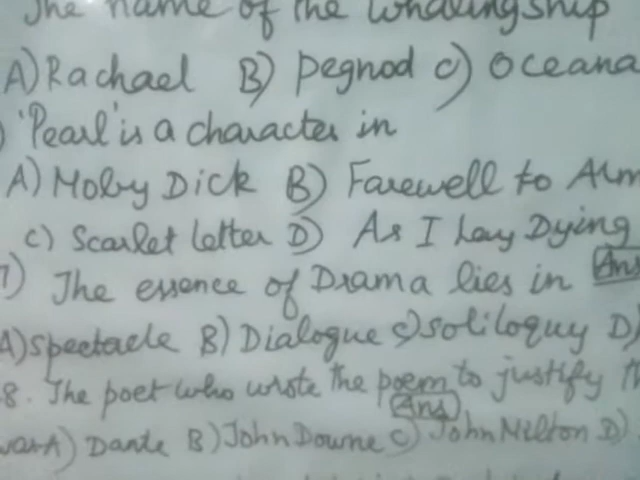 The name of the Whalingship
A) Rachael B) Pegnod C) Oceana
'Pearl' is a character in
A) Moby Dick B) Farewell to Arm
C) Scarlet Letter D) As I Lay Dying
7) The essence of Drama lies in Ans
A) Spectacle B) Dialogue C) Soliloquy D)
8. The poet who wrote the poem to justify
Ans
A) Dante B) John Downe C) John Milton D)